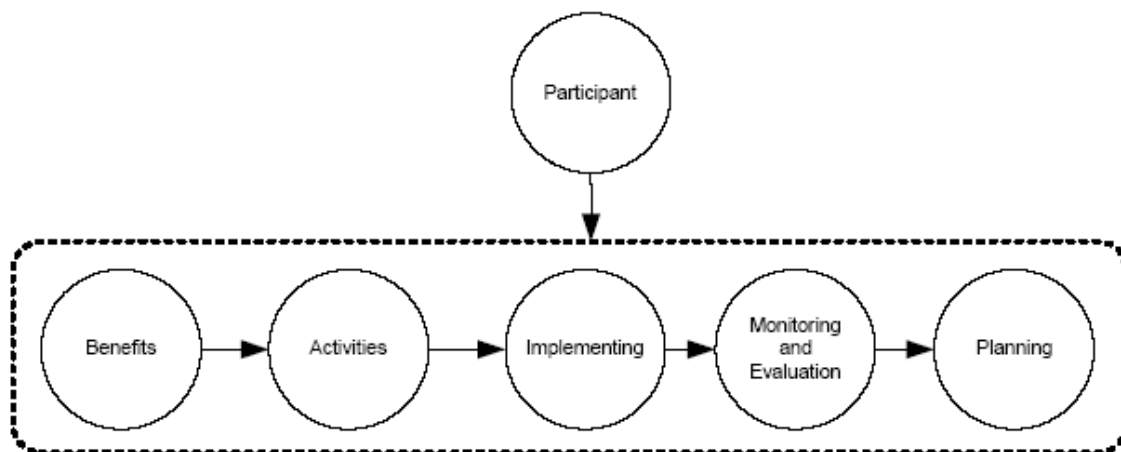 Participant
Benefits
Activities
Implementing
Monitoring
and
Evaluation
Planning